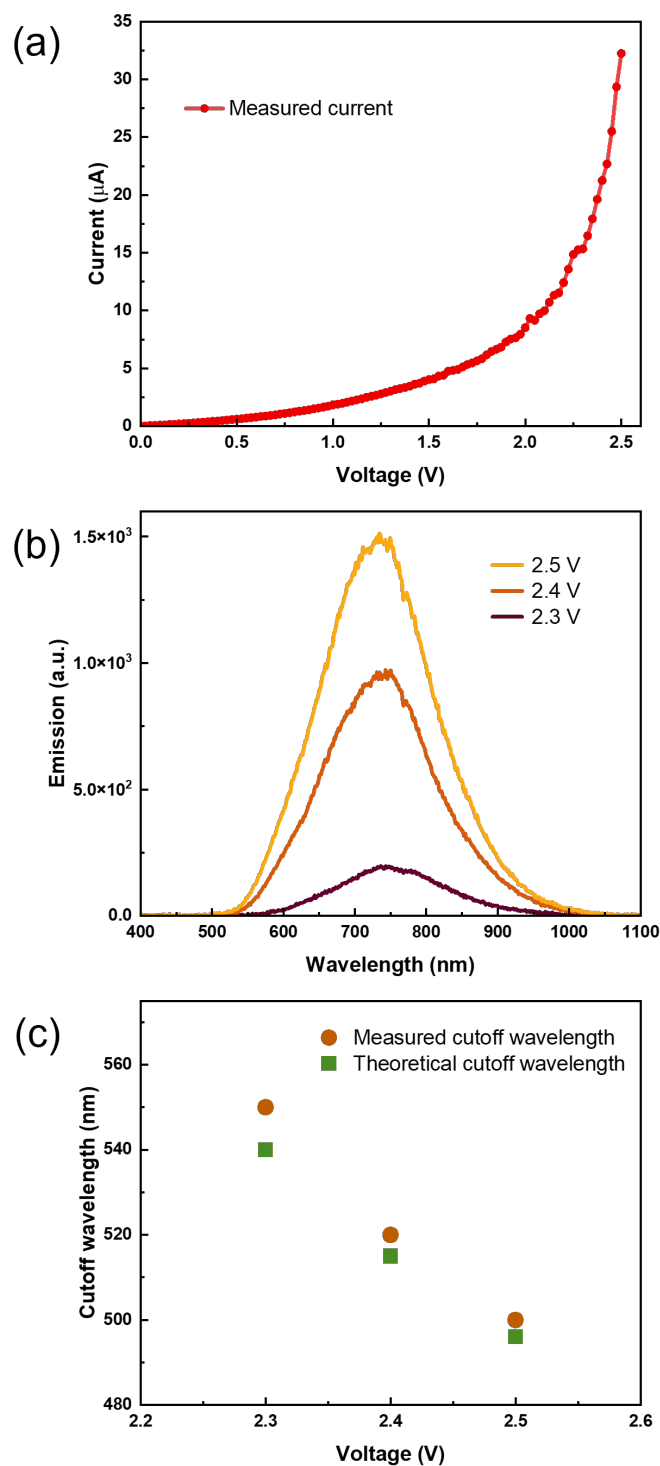 (a)
35
30
25
20
15
10
5
0
Current (μA)
Measured current
0.0 0.5 1.0 1.5 2.0 2.5
Voltage (V)
(b)
1.5×10³
1.0×10³
5.0×10²
0.0
Emission (a.u.)
2.5 V
2.4 V
2.3 V
400 500 600 700 800 900 1000 1100
Wavelength (nm)
(c)
560
540
520
500
480
Cutoff wavelength (nm)
Measured cutoff wavelength
Theoretical cutoff wavelength
2.2 2.3 2.4 2.5 2.6
Voltage (V)